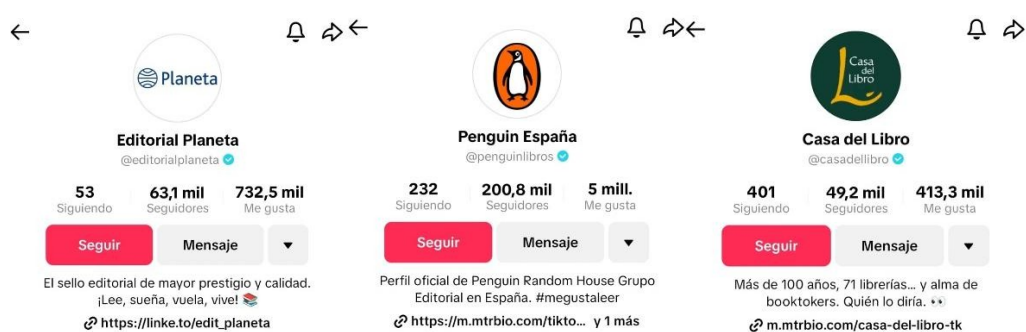 Planeta
Editorial Planeta
@editorialplaneta
53 63,1 mil 732,5 mil
Siguiendo Seguidores Me gusta
Seguir Mensaje
El sello editorial de mayor prestigio y calidad.
¡Lee, sueña, vuela, vive! 📚
https://linke.to/edit_planeta
Penguin España
@penguinlibros
232 200,8 mil 5 mill.
Siguiendo Seguidores Me gusta
Seguir Mensaje
Perfil oficial de Penguin Random House Grupo
Editorial en España. #megustaleer
https://m.mtrbio.com/tikto... y 1 más
Casa
del
Libro
Casa del Libro
@casadellibro
401 49,2 mil 413,3 mil
Siguiendo Seguidores Me gusta
Seguir Mensaje
Más de 100 años, 71 librerías... y alma de
booktokers. Quién lo diría. 👀
m.mtrbio.com/casa-del-libro-tk